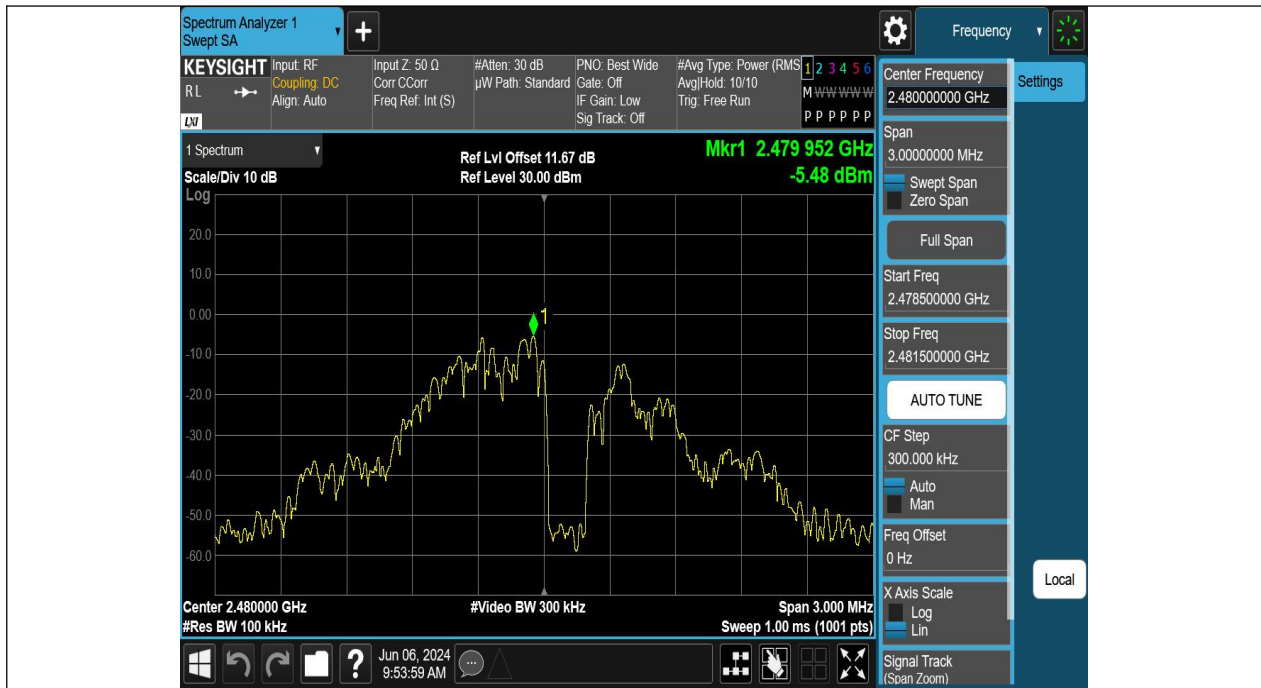 Spectrum Analyzer 1
Swept SA
+
Frequency
KEYSIGHT
RL
LXI
Input: RF
Coupling: DC
Align: Auto
Input Z: 50 Ω
Corr CCorr
Freq Ref: Int (S)
#Atten: 30 dB
µW Path: Standard
PNO: Best Wide
Gate: Off
IF Gain: Low
Sig Track: Off
#Avg Type: Power (RMS
Avg|Hold: 10/10
Trig: Free Run
1 2 3 4 5 6
M W W W W W
P P P P P P
1 Spectrum
Scale/Div 10 dB
Ref Lvl Offset 11.67 dB
Ref Level 30.00 dBm
Mkr1 2.479 952 GHz
-5.48 dBm
Log
20.0
10.0
0.00
-10.0
-20.0
-30.0
-40.0
-50.0
-60.0
1
Center 2.480000 GHz
#Res BW 100 kHz
#Video BW 300 kHz
Span 3.000 MHz
Sweep 1.00 ms (1001 pts)
?
Jun 06, 2024
9:53:59 AM
Center Frequency
2.480000000 GHz
Span
3.00000000 MHz
Swept Span
Zero Span
Full Span
Start Freq
2.478500000 GHz
Stop Freq
2.481500000 GHz
AUTO TUNE
CF Step
300.000 kHz
Auto
Man
Freq Offset
0 Hz
X Axis Scale
Log
Lin
Signal Track
(Span Zoom)
Settings
Local